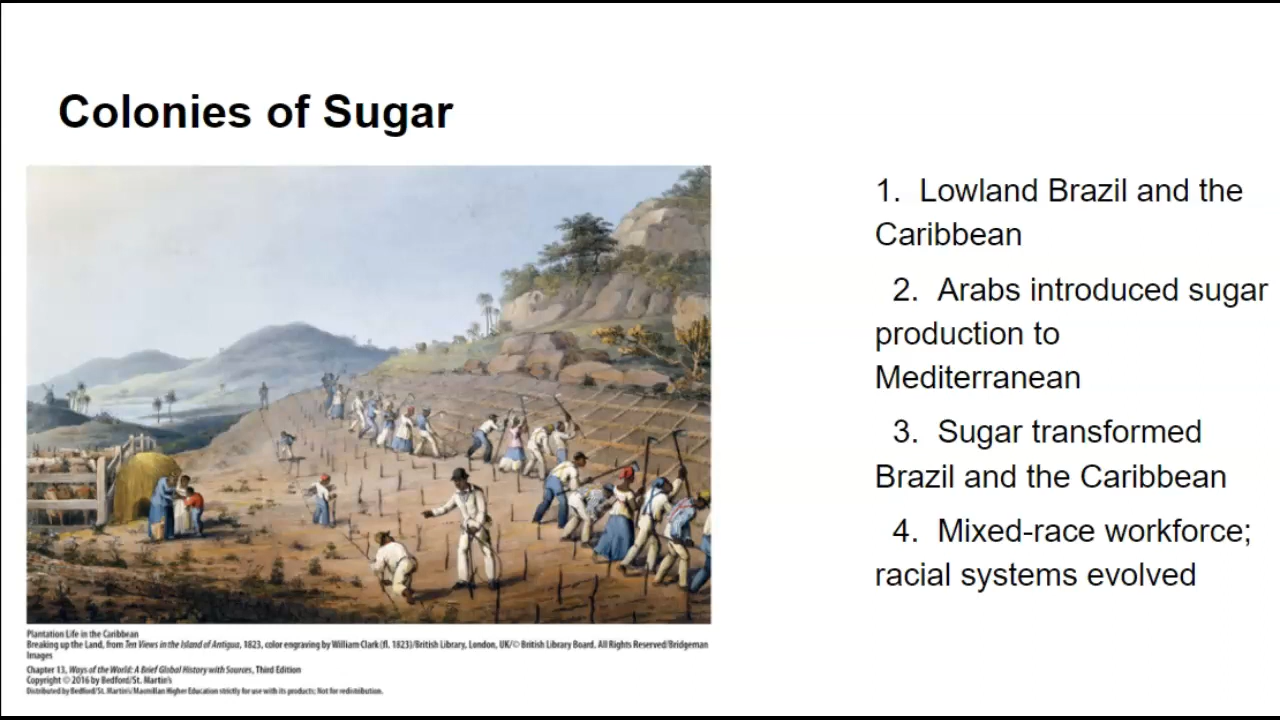 Colonies of Sugar
1. Lowland Brazil and the
Caribbean
2. Arabs introduced sugar
production to
Mediterranean
3. Sugar transformed
Brazil and the Caribbean
4. Mixed-race workforce;
racial systems evolved
Plantation Life in the Caribbean
Breaking up the Land, from Ten Views in the Island of Antigua, 1823, color engraving by William Clark (fl. 1823)/British Library, London, UK/© British Library Board. All Rights Reserved/Bridgeman
Images
Chapter 13, Ways of the World: A Brief Global History with Sources, Third Edition
Copyright © 2016 by Bedford/St. Martin's
Distributed by Bedford/St. Martin's/Macmillan Higher Education strictly for use with its products; Not for redistribution.